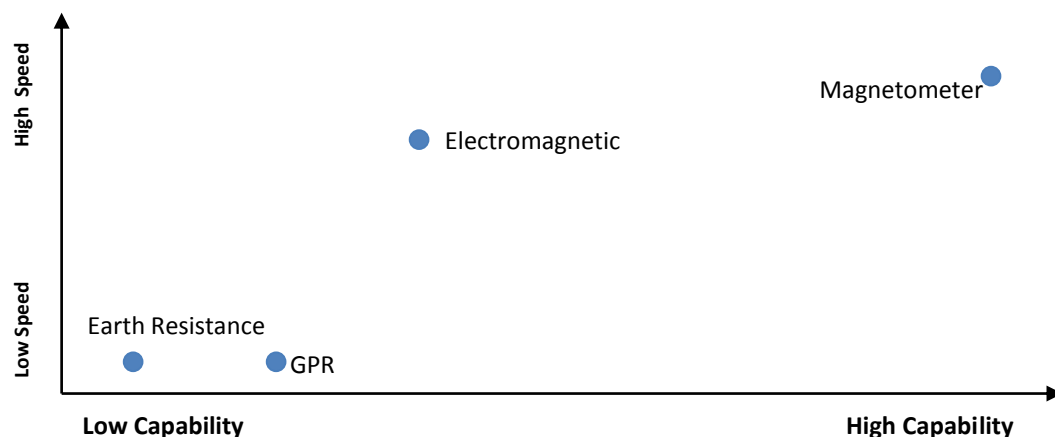 High Speed
Magnetometer
Electromagnetic
Low Speed
Earth Resistance
GPR
Low Capability
High Capability